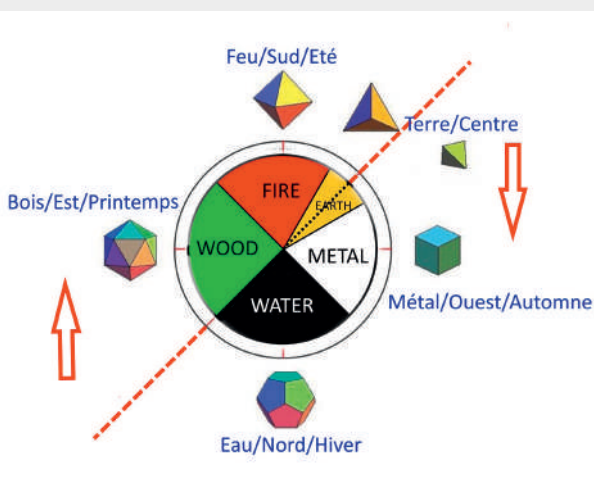 Feu/Sud/Eté
Terre/Centre
FIRE
EARTH
Bois/Est/Printemps
WOOD
METAL
WATER
Métal/Ouest/Automne
Eau/Nord/Hiver